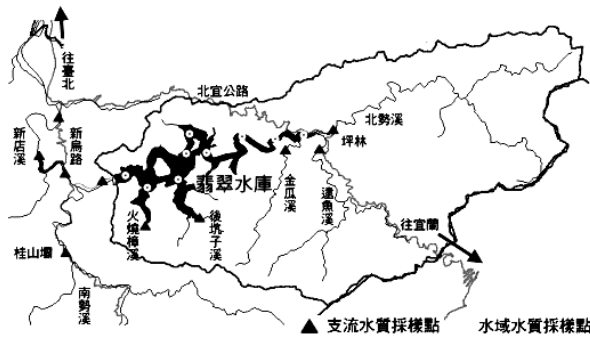 往臺北
北宜公路
新店溪
新烏路
北勢溪
坪林
翡翠水庫
金瓜溪
逮魚溪
火燒樟溪
後坑子溪
往宜蘭
桂山壩
南勢溪
▲ 支流水質採樣點
水域水質採樣點